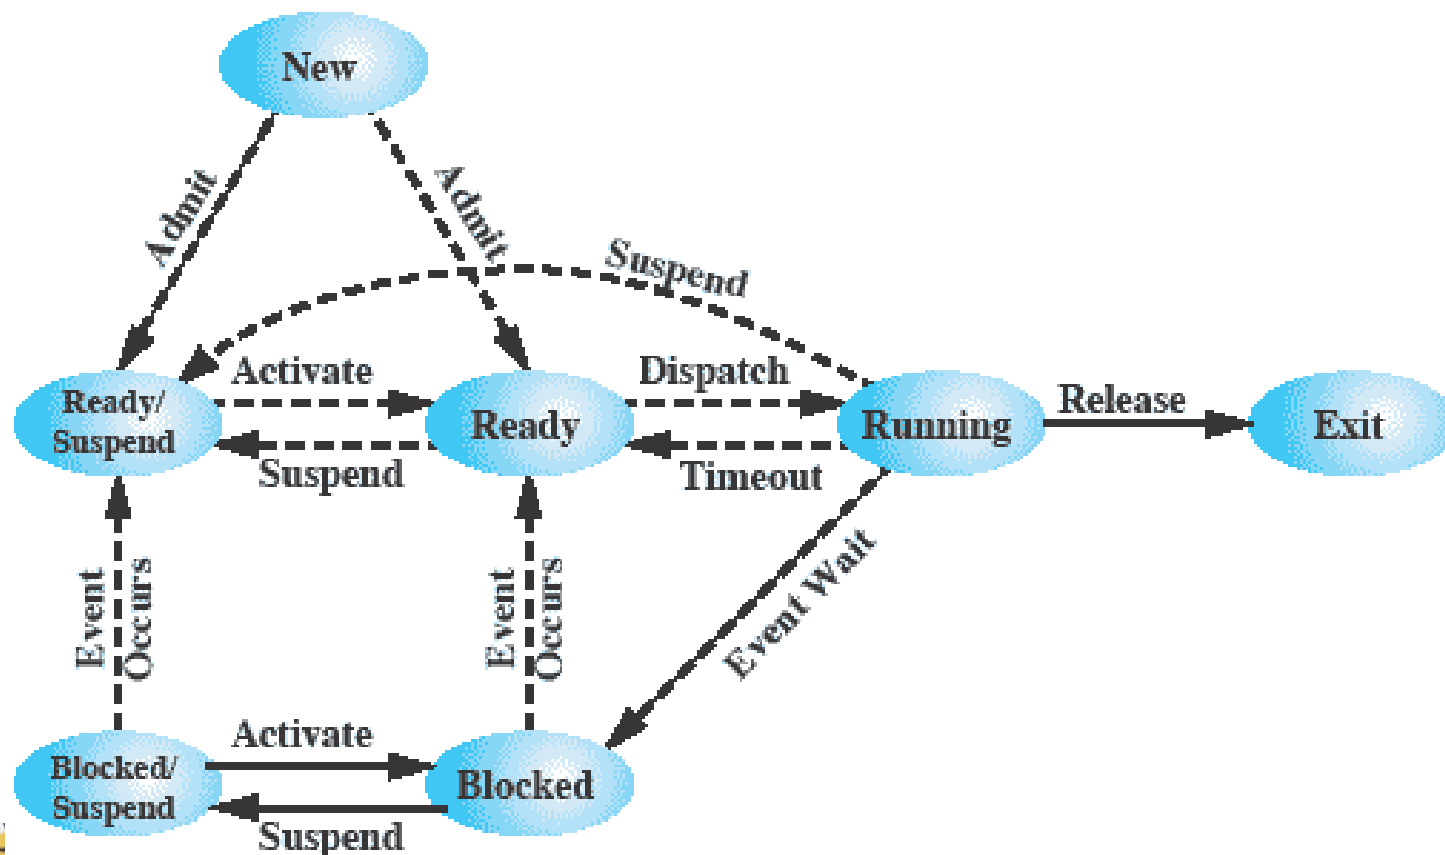 New
Admit
Admit
Suspend
Activate
Dispatch
Release
Ready/
Suspend
Ready
Running
Exit
Suspend
Timeout
Event
Occurs
Event
Occurs
Event Wait
Activate
Blocked/
Suspend
Blocked
Suspend